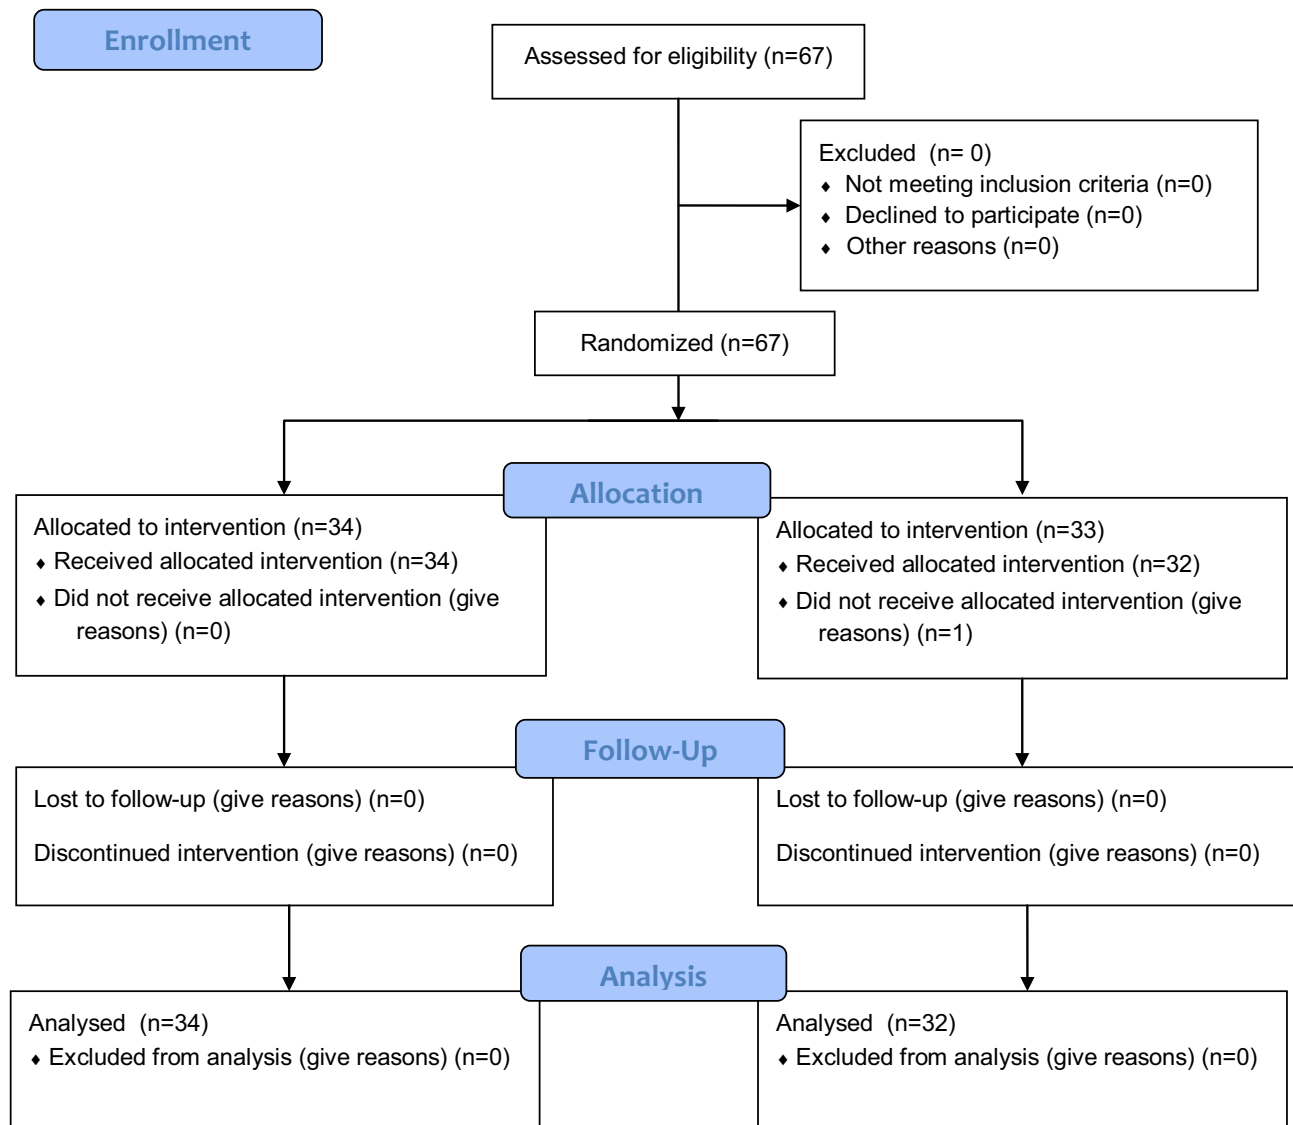 Enrollment
Assessed for eligibility (n=67)
Excluded (n= 0)
♦ Not meeting inclusion criteria (n=0)
♦ Declined to participate (n=0)
♦ Other reasons (n=0)
Randomized (n=67)
Allocation
Allocated to intervention (n=34)
♦ Received allocated intervention (n=34)
♦ Did not receive allocated intervention (give
reasons) (n=0)
Allocated to intervention (n=33)
♦ Received allocated intervention (n=32)
♦ Did not receive allocated intervention (give
reasons) (n=1)
Follow-Up
Lost to follow-up (give reasons) (n=0)
Discontinued intervention (give reasons) (n=0)
Lost to follow-up (give reasons) (n=0)
Discontinued intervention (give reasons) (n=0)
Analysis
Analysed (n=34)
♦ Excluded from analysis (give reasons) (n=0)
Analysed (n=32)
♦ Excluded from analysis (give reasons) (n=0)